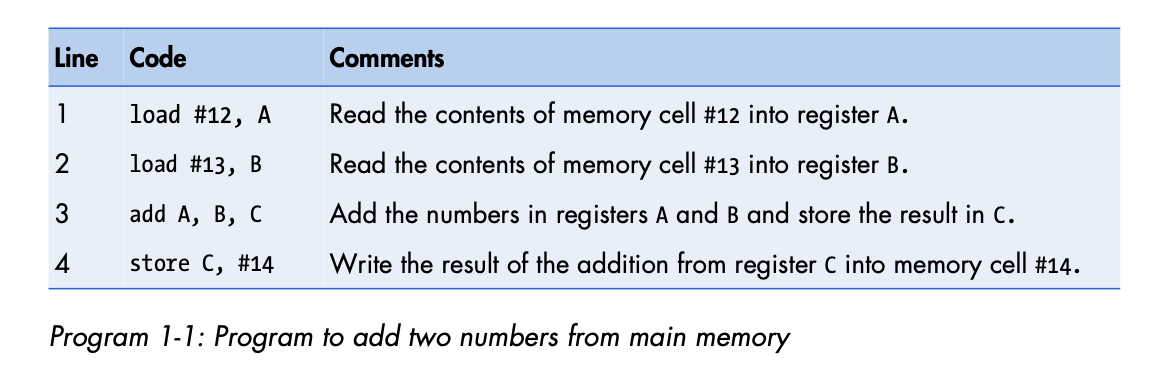 Line Code Comments
1 load #12, A Read the contents of memory cell #12 into register A.
2 load #13, B Read the contents of memory cell #13 into register B.
3 add A, B, C Add the numbers in registers A and B and store the result in C.
4 store C, #14 Write the result of the addition from register C into memory cell #14.
Program 1-1: Program to add two numbers from main memory